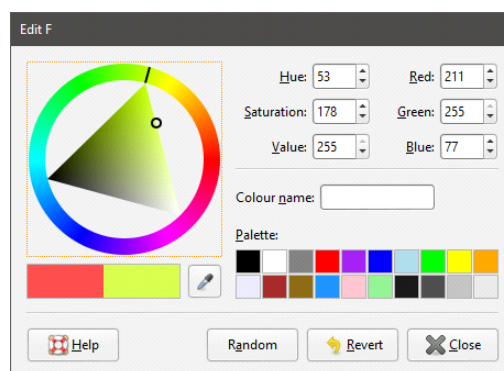 Edit F
Hue: 53 Red: 211
Saturation: 178 Green: 255
Value: 255 Blue: 77
Colour name:
Palette:
Help Random Revert Close